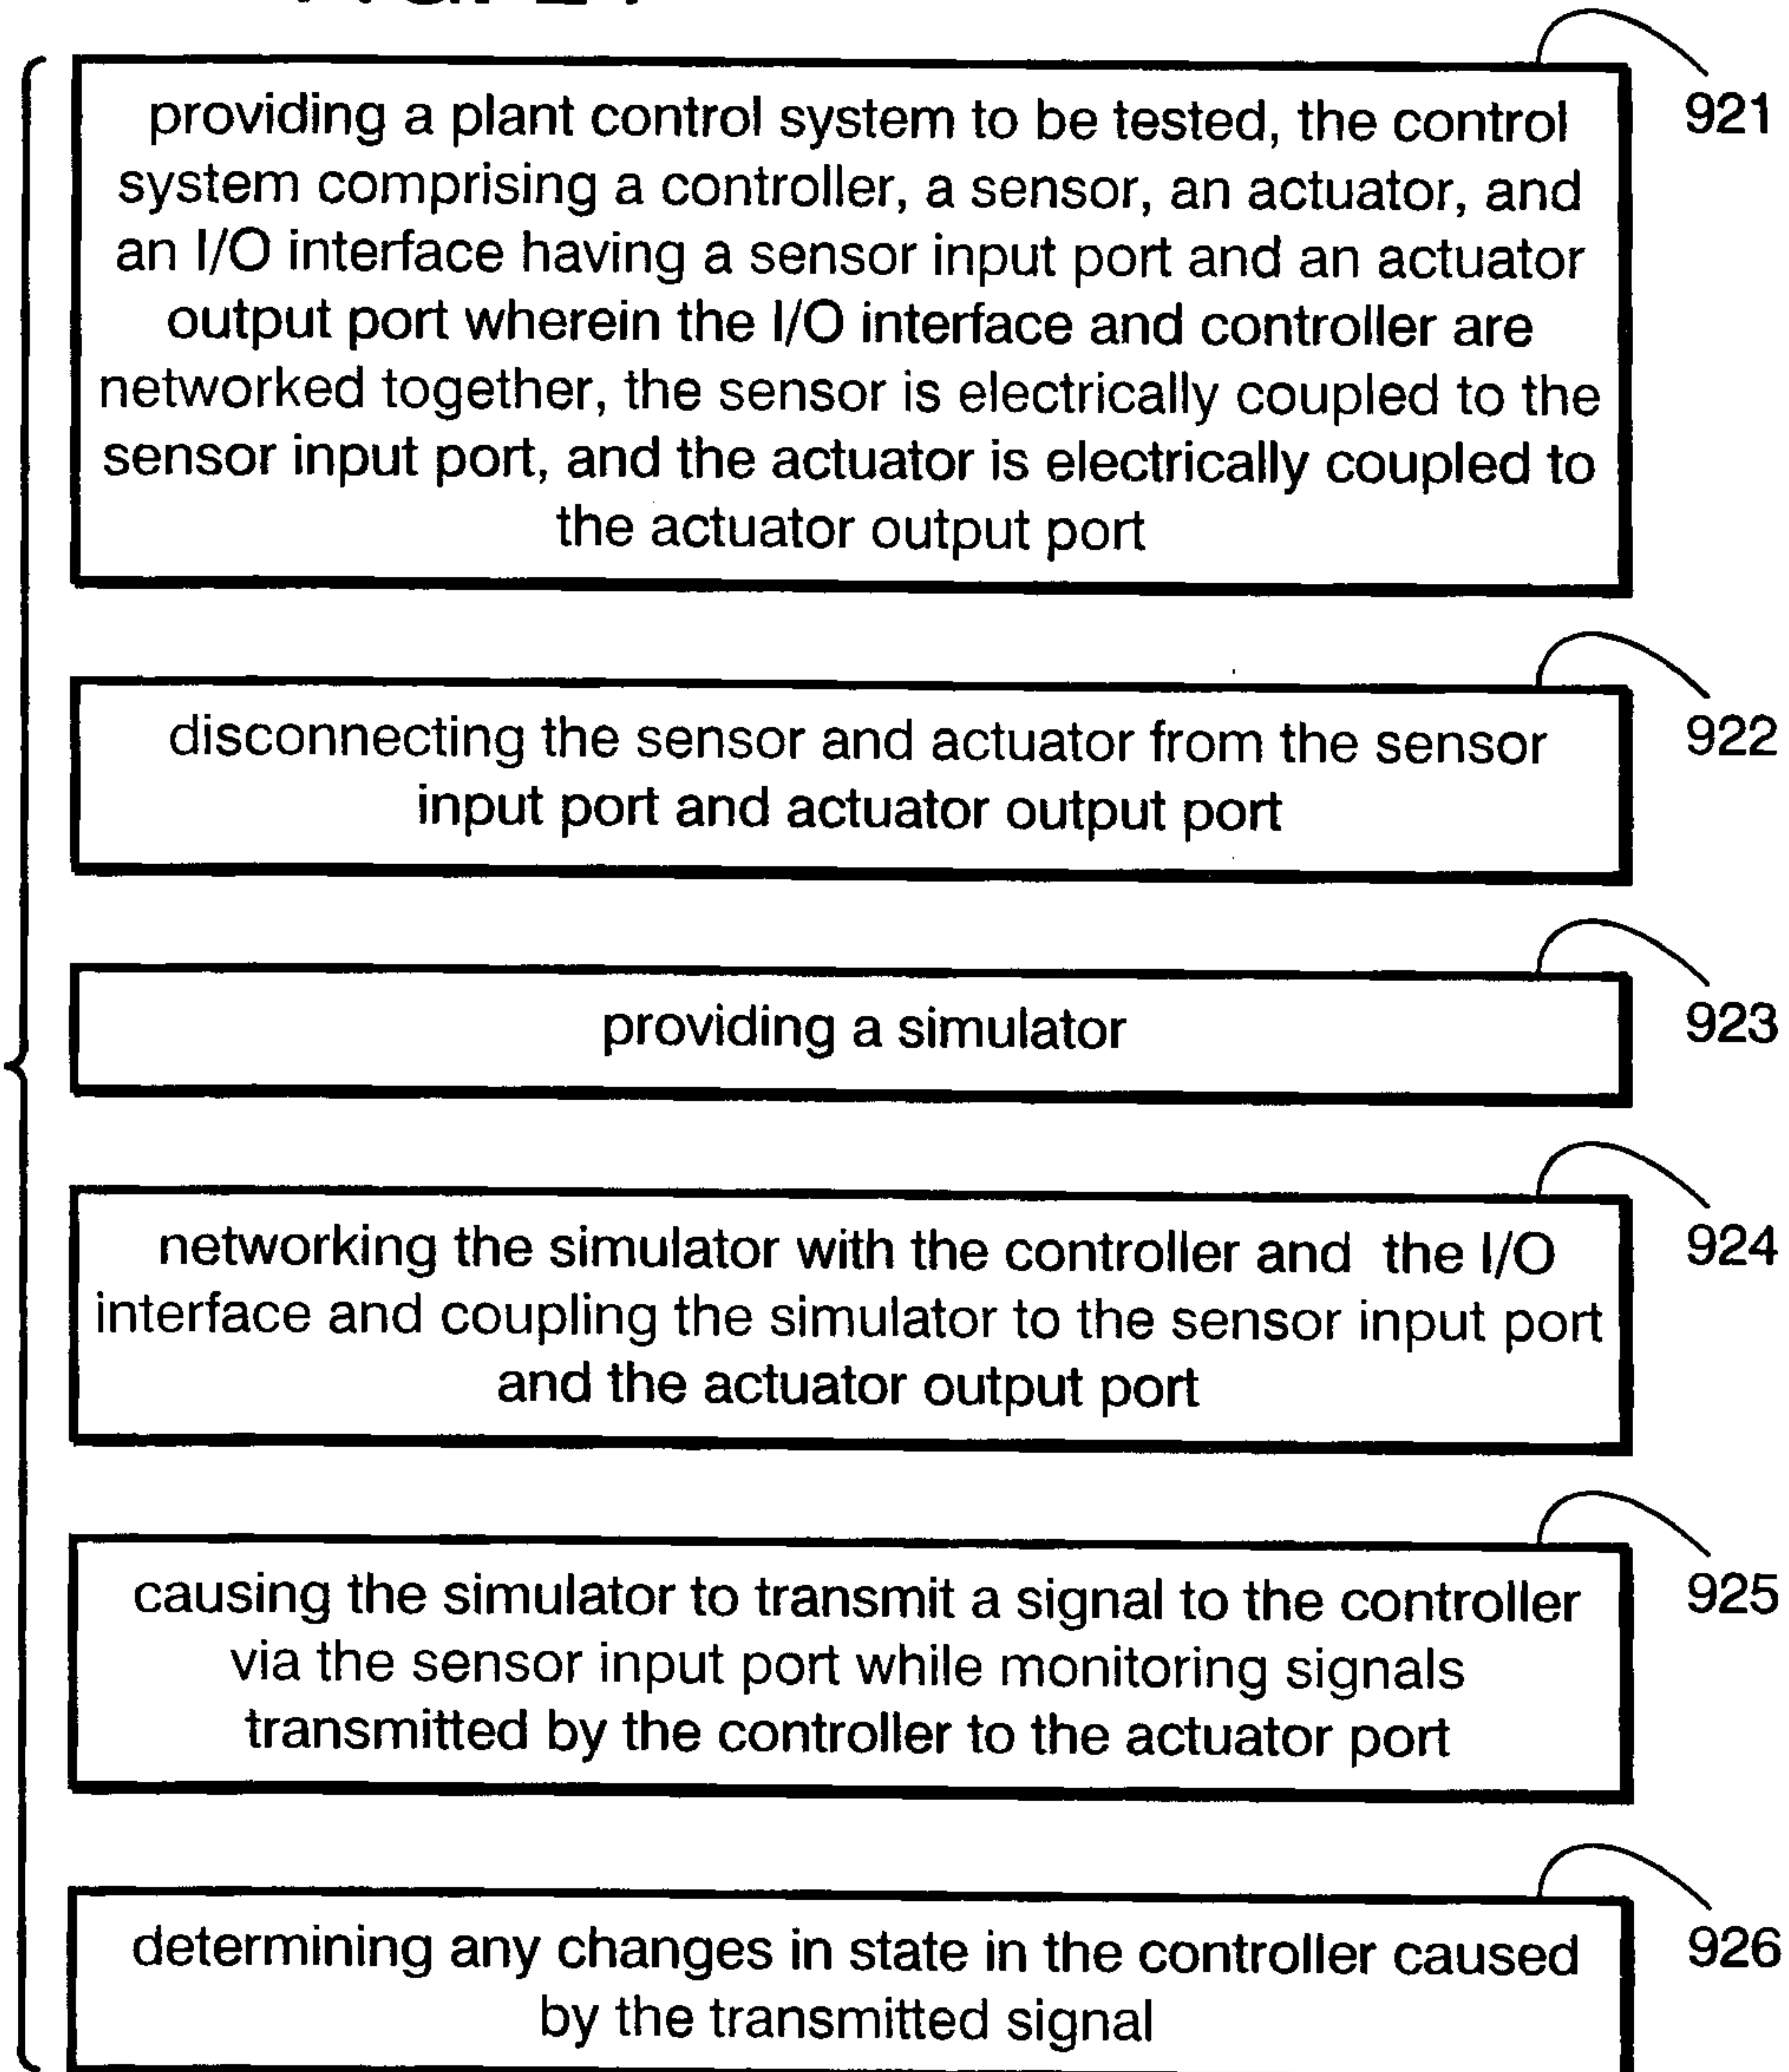 providing a plant control system to be tested, the control
system comprising a controller, a sensor, an actuator, and
an I/O interface having a sensor input port and an actuator
output port wherein the I/O interface and controller are
networked together, the sensor is electrically coupled to the
sensor input port, and the actuator is electrically coupled to
the actuator output port
921
disconnecting the sensor and actuator from the sensor
input port and actuator output port
922
providing a simulator
923
networking the simulator with the controller and the I/O
interface and coupling the simulator to the sensor input port
and the actuator output port
924
causing the simulator to transmit a signal to the controller
via the sensor input port while monitoring signals
transmitted by the controller to the actuator port
925
determining any changes in state in the controller caused
by the transmitted signal
926